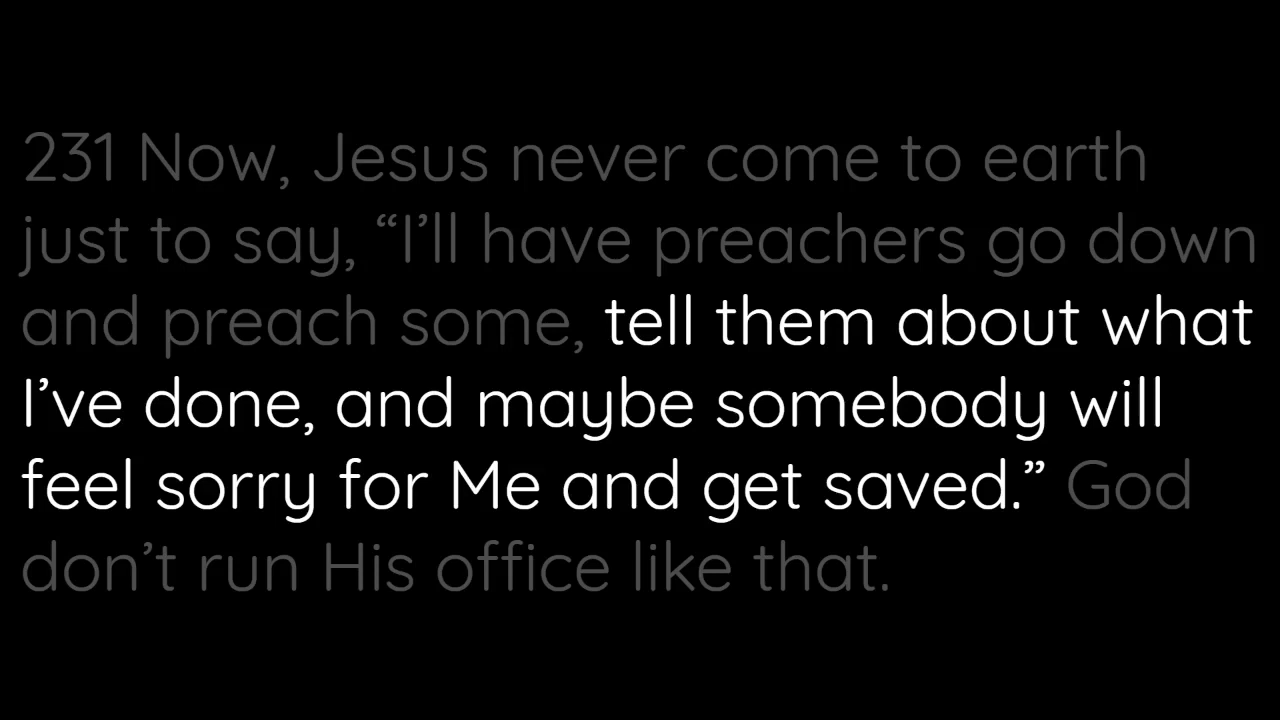 231 Now, Jesus never come to earth
just to say, “I’ll have preachers go down
and preach some, tell them about what
I’ve done, and maybe somebody will
feel sorry for Me and get saved.” God
don’t run His office like that.